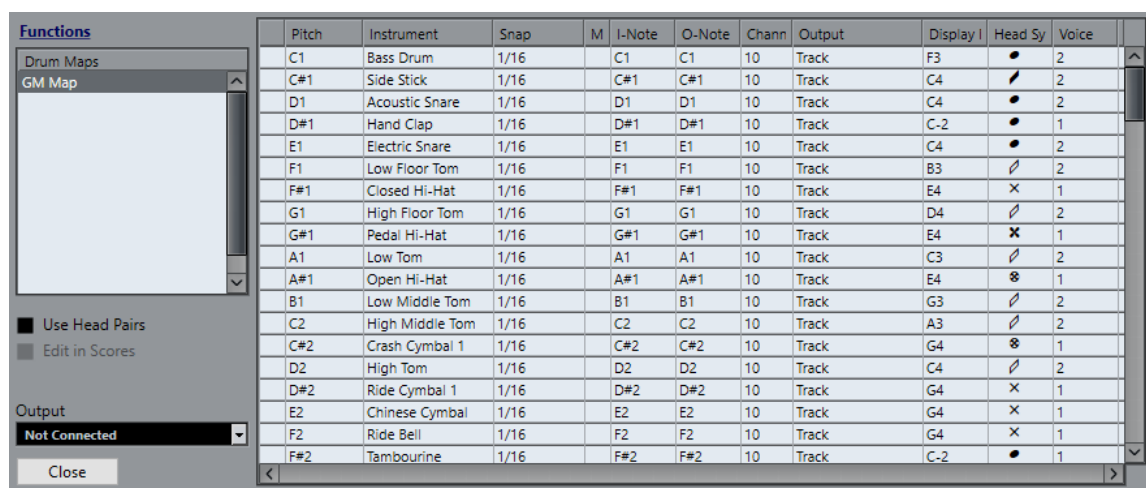 Functions
Drum Maps
GM Map
Use Head Pairs
Edit in Scores
Output
Not Connected
Close
Pitch Instrument Snap M I-Note O-Note Chann Output Display I Head Sy Voice
C1 Bass Drum 1/16 C1 C1 10 Track F3 2
C#1 Side Stick 1/16 C#1 C#1 10 Track C4 2
D1 Acoustic Snare 1/16 D1 D1 10 Track C4 2
D#1 Hand Clap 1/16 D#1 D#1 10 Track C-2 1
E1 Electric Snare 1/16 E1 E1 10 Track C4 2
F1 Low Floor Tom 1/16 F1 F1 10 Track B3 2
F#1 Closed Hi-Hat 1/16 F#1 F#1 10 Track E4 1
G1 High Floor Tom 1/16 G1 G1 10 Track D4 2
G#1 Pedal Hi-Hat 1/16 G#1 G#1 10 Track E4 1
A1 Low Tom 1/16 A1 A1 10 Track C3 2
A#1 Open Hi-Hat 1/16 A#1 A#1 10 Track E4 1
B1 Low Middle Tom 1/16 B1 B1 10 Track G3 2
C2 High Middle Tom 1/16 C2 C2 10 Track A3 2
C#2 Crash Cymbal 1 1/16 C#2 C#2 10 Track G4 1
D2 High Tom 1/16 D2 D2 10 Track C4 2
D#2 Ride Cymbal 1 1/16 D#2 D#2 10 Track G4 1
E2 Chinese Cymbal 1/16 E2 E2 10 Track G4 1
F2 Ride Bell 1/16 F2 F2 10 Track G4 1
F#2 Tambourine 1/16 F#2 F#2 10 Track C-2 1